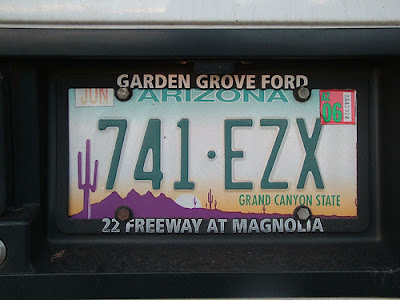 GARDEN GROVE FORD
JUN
ARIZONA
06
741·EZX
GRAND CANYON STATE
22 FREEWAY AT MAGNOLIA